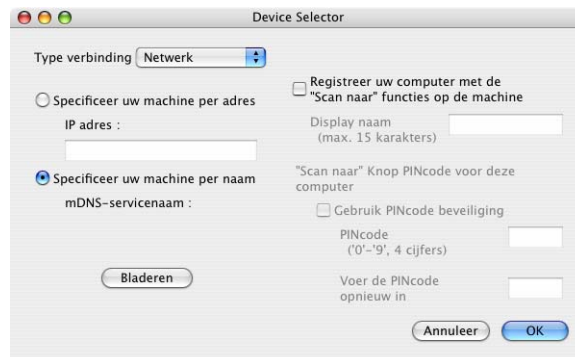 Device Selector
Type verbinding Netwerk
Specificeer uw machine per adres
IP adres :
Specificeer uw machine per naam
mDNS-servicenaam :
Bladeren
Registreer uw computer met de
"Scan naar" functies op de machine
Display naam
(max. 15 karakters)
"Scan naar" Knop PINcode voor deze
computer
Gebruik PINcode beveiliging
PINcode
('0'-'9', 4 cijfers)
Voer de PINcode
opnieuw in
Annuleer OK